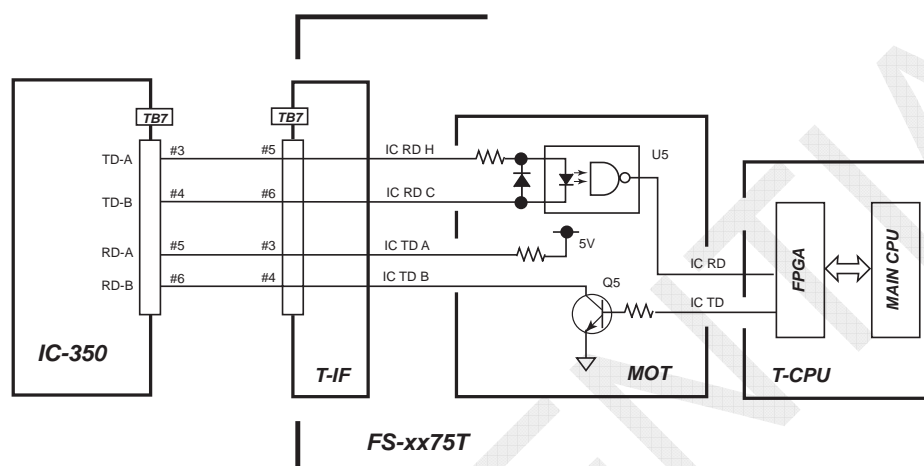 TB7
TB7
TD-A
#3
#5
IC RD H
U5
TD-B
#4
#6
IC RD C
RD-A
#5
#3
IC TD A
5V
RD-B
#6
#4
IC TD B
Q5
IC RD
IC TD
FPGA
MAIN CPU
IC-350
T-IF
MOT
T-CPU
FS-xx75T